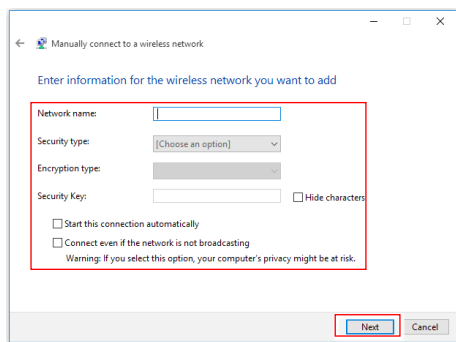 Manually connect to a wireless network
Enter information for the wireless network you want to add
Network name:
Security type: [Choose an option]
Encryption type:
Security Key: Hide characters
Start this connection automatically
Connect even if the network is not broadcasting
Warning: If you select this option, your computer's privacy might be at risk.
Next Cancel